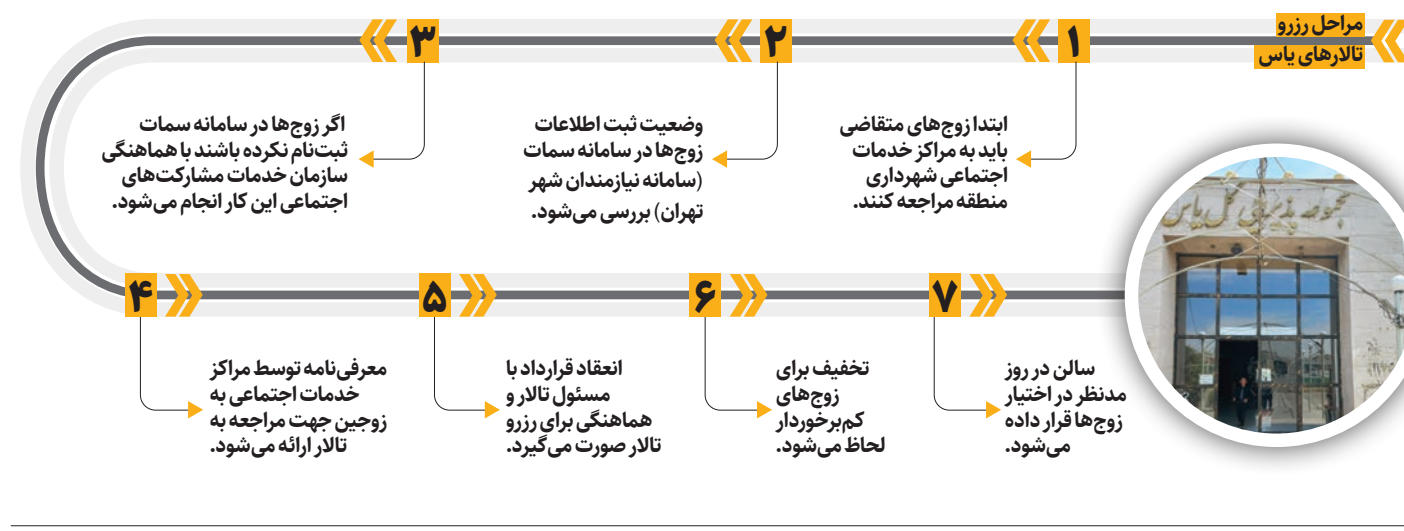 مراحل رزرو
تالارهای یاس
۱
ابتدا زوج‌های متقاضی
باید به مراکز خدمات
اجتماعی شهرداری
منطقه مراجعه کنند.
۲
وضعیت ثبت اطلاعات
زوج‌ها در سامانه سمات
(سامانه نیازمندان شهر
تهران) بررسی می‌شود.
۳
اگر زوج‌ها در سامانه سمات
ثبت‌نام نکرده باشند با هماهنگی
سازمان خدمات مشارکت‌های
اجتماعی این کار انجام می‌شود.
۴
معرفی‌نامه توسط مراکز
خدمات اجتماعی به
زوجین جهت مراجعه به
تالار ارائه می‌شود.
۵
انعقاد قرارداد با
مسئول تالار و
هماهنگی برای رزرو
تالار صورت می‌گیرد.
۶
تخفیف برای
زوج‌های
کم‌برخوردار
لحاظ می‌شود.
۷
سالن در روز
مدنظر در اختیار
زوج‌ها قرار داده
می‌شود.
مجموعه پذیرایی گل یاس